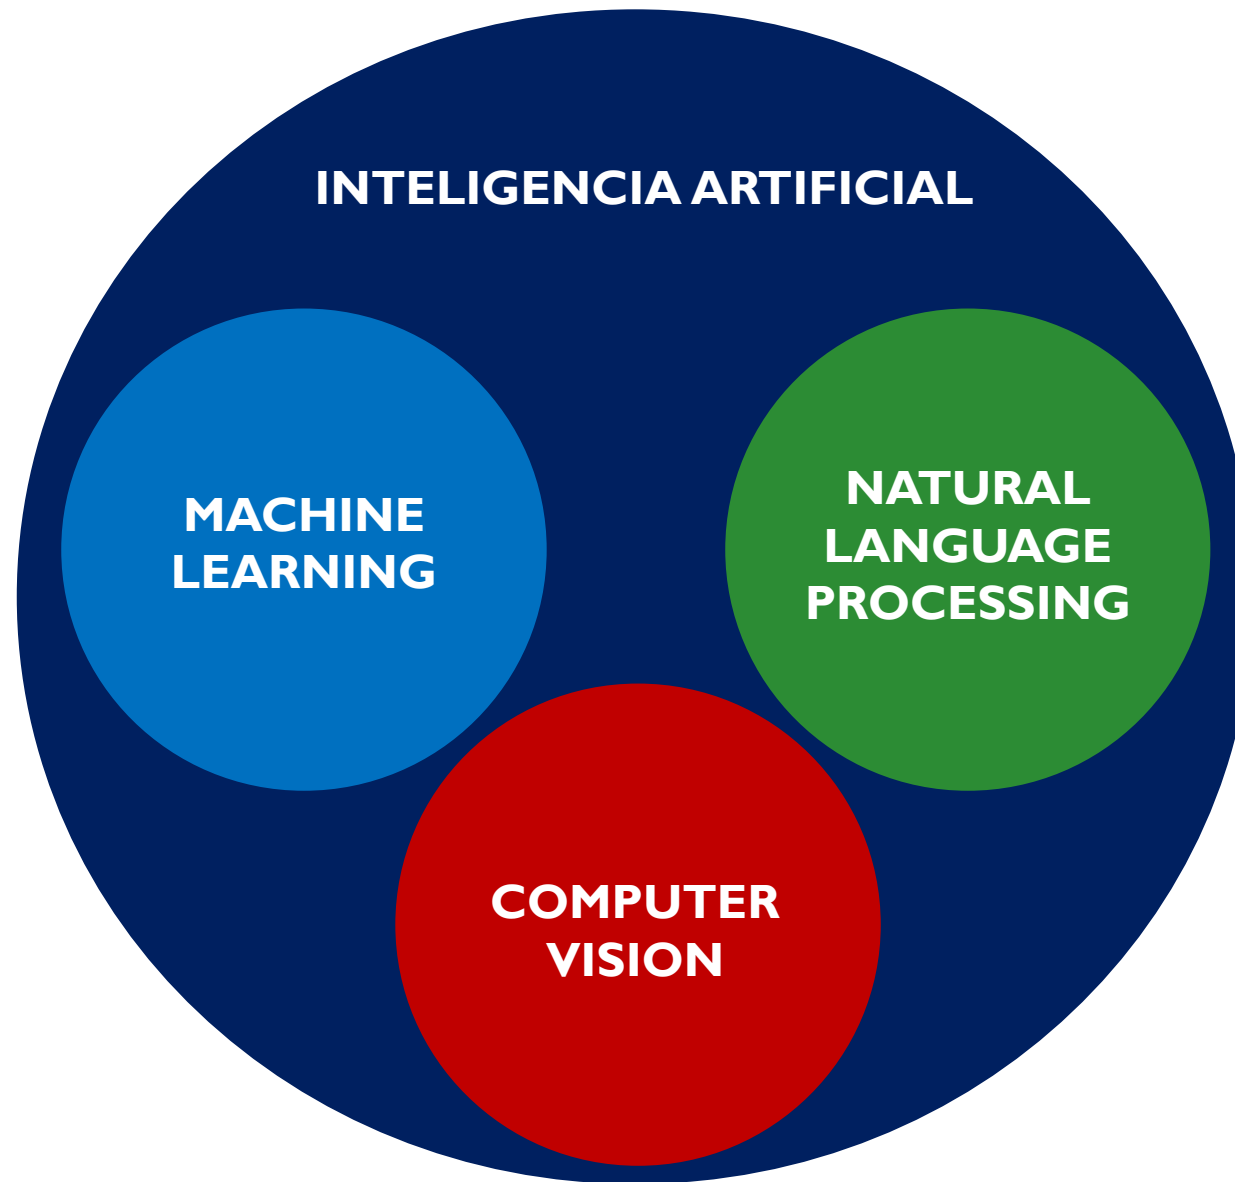 INTELIGENCIA ARTIFICIAL
MACHINE
LEARNING
NATURAL
LANGUAGE
PROCESSING
COMPUTER
VISION